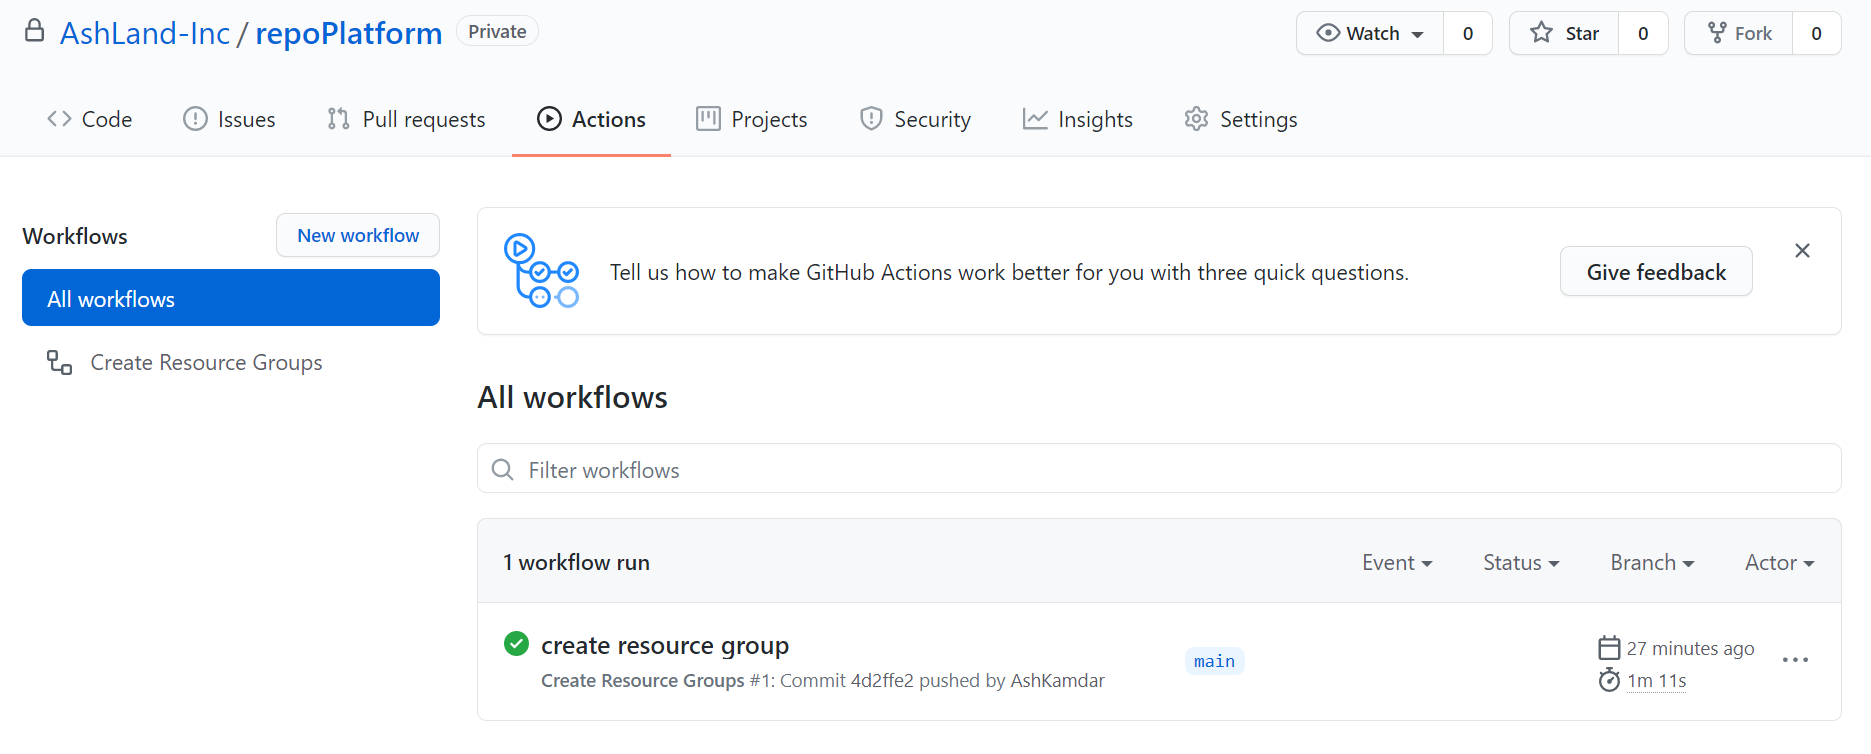 AshLand-Inc / repoPlatform Private Watch 0 Star 0 Fork 0
Code Issues Pull requests Actions Projects Security Insights Settings
Workflows New workflow
All workflows
Create Resource Groups
Tell us how to make GitHub Actions work better for you with three quick questions. Give feedback
All workflows
Filter workflows
1 workflow run Event Status Branch Actor
create resource group
Create Resource Groups #1: Commit 4d2ffe2 pushed by AshKamdar
main
27 minutes ago
1m 11s